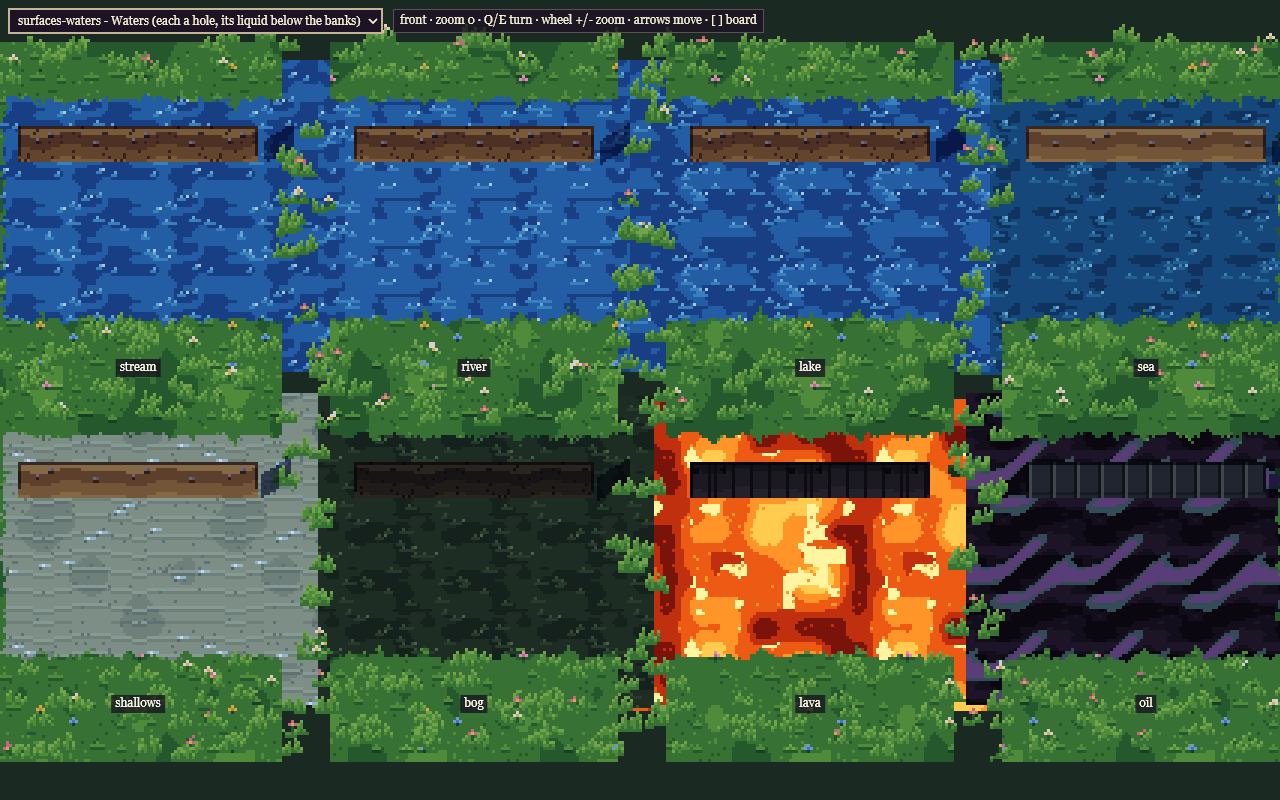 surfaces-waters - Waters (each a hole, its liquid below the banks)
front · zoom 0 · Q/E turn · wheel +/- zoom · arrows move · [ ] board
stream
river
lake
sea
shallows
bog
lava
oil